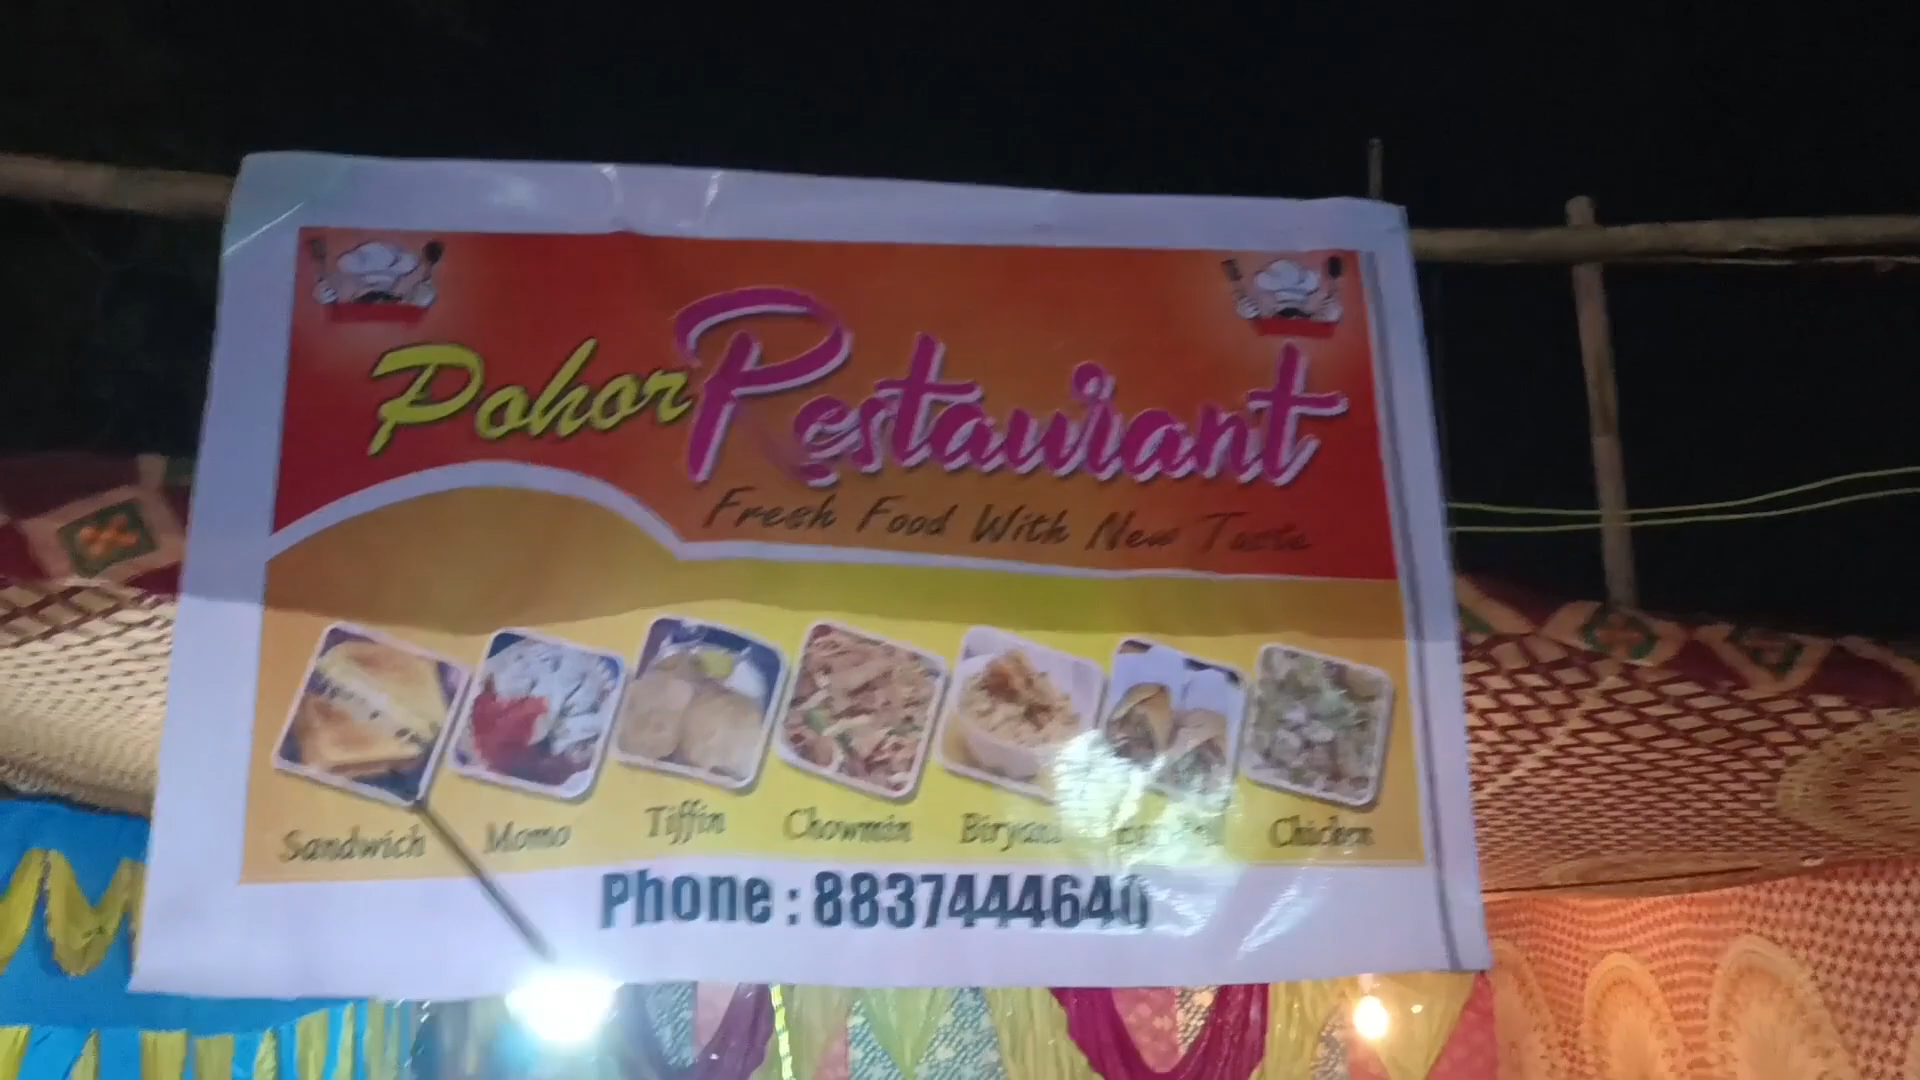 Pohor Restaurant
Fresh Food With New Taste
Sandwich Momo Tiffin Chowmin Biryani Chicken
Phone : 8837444640